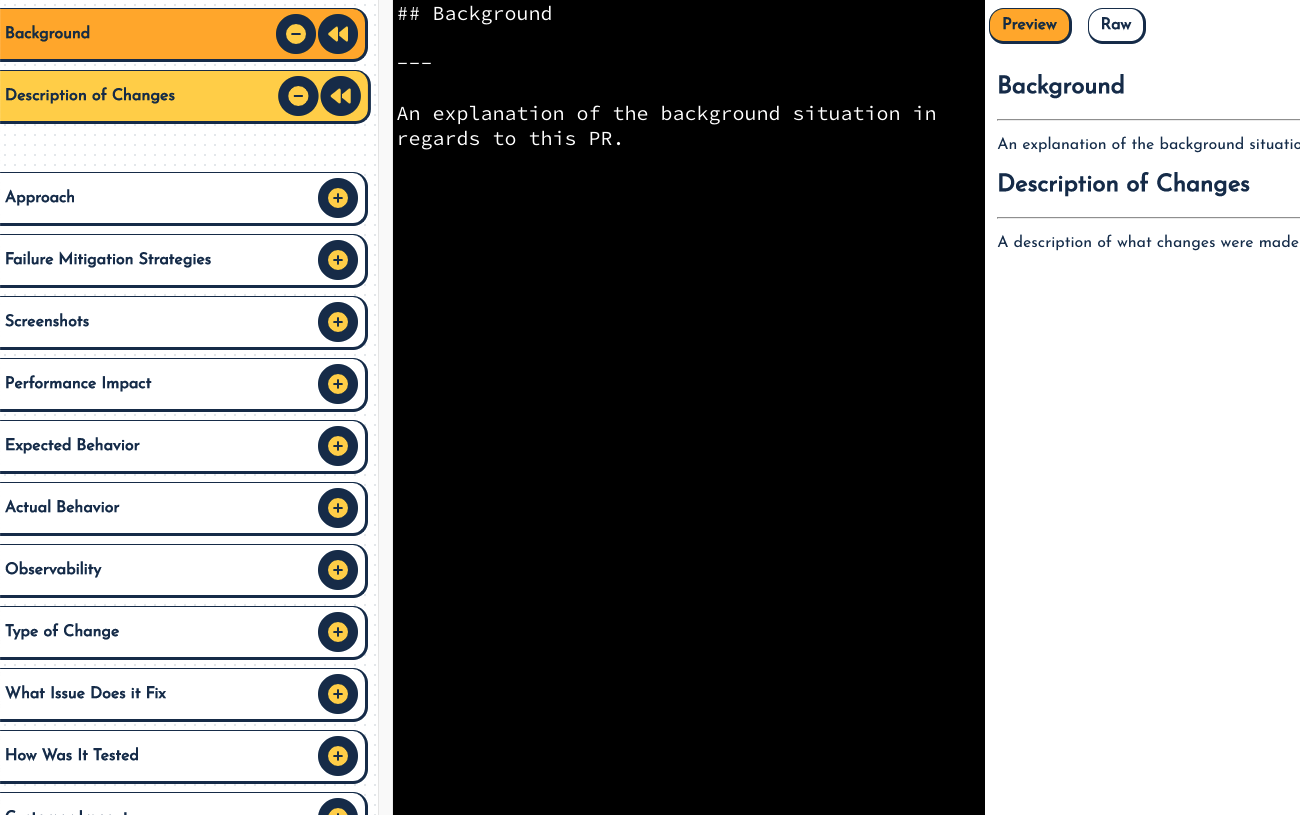 Background
Description of Changes
Approach
Failure Mitigation Strategies
Screenshots
Performance Impact
Expected Behavior
Actual Behavior
Observability
Type of Change
What Issue Does it Fix
How Was It Tested
## Background
---
An explanation of the background situation in
regards to this PR.
Preview Raw
Background
An explanation of the background
Description of Changes
A description of what changes were made